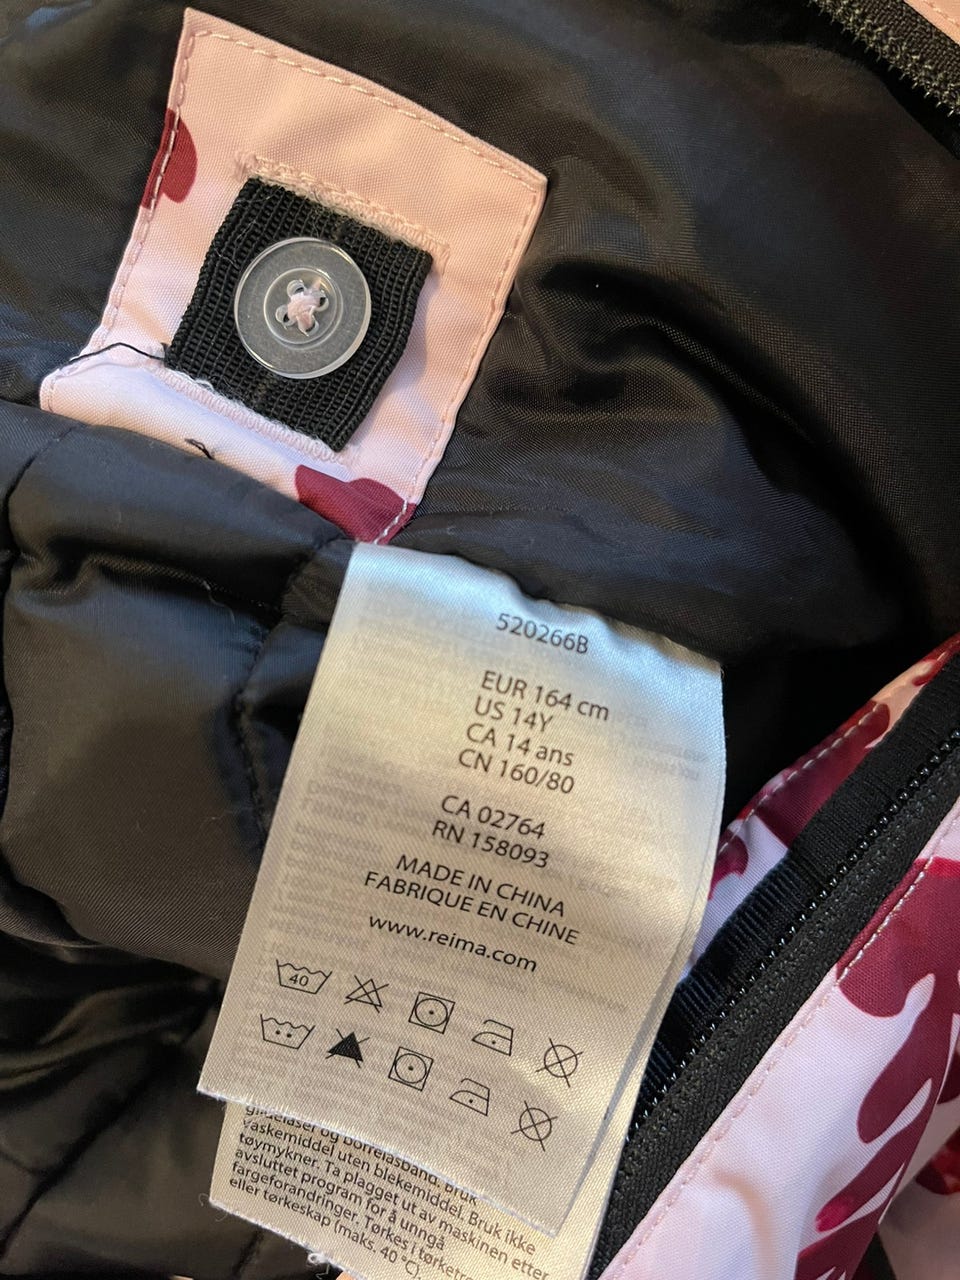 520266B
EUR 164 cm
US 14Y
CA 14 ans
CN 160/80
CA 02764
RN 158093
MADE IN CHINA
FABRIQUE EN CHINE
www.reima.com
40
glidelåser og borrelåsbånd. Bruk
vaskemiddel uten blekemiddel. Bruk ikke
tøymykner. Ta plagget ut av maskinen etter
avsluttet program for å unngå
fargeforandringer. Tørkes i
eller tørkeskap (maks. 40 °C).